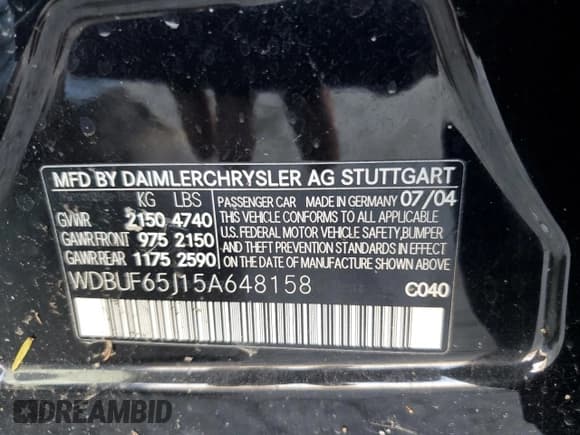 MFD BY DAIMLERCHRYSLER AG STUTTGART
KG LBS
GVWR 2150 4740
GAWR.FRONT 975 2150
GAWR.REAR 1175 2590
PASSENGER CAR MADE IN GERMANY 07/04
THIS VEHICLE CONFORMS TO ALL APPLICABLE
U.S. FEDERAL MOTOR VEHICLE SAFETY, BUMPER
AND THEFT PREVENTION STANDARDS IN EFFECT
ON THE DATE OF MANUFACTURE SHOWN ABOVE
WDBUF65J15A648158 C040
DREAMBID